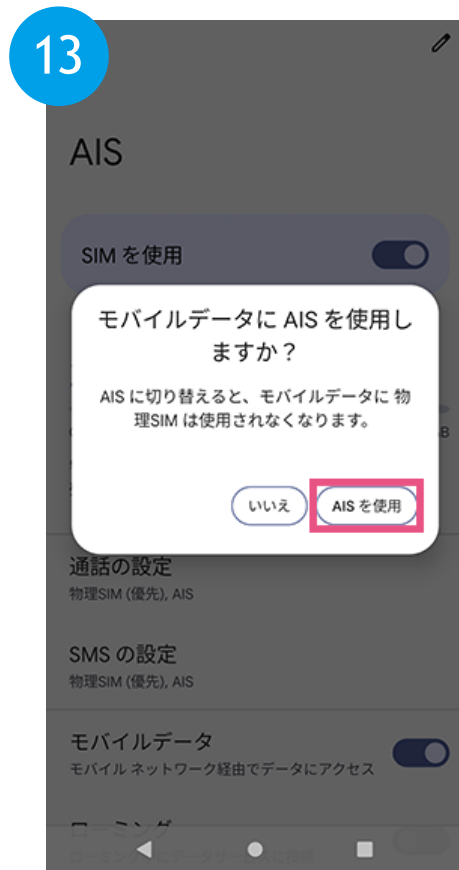 13
AIS
SIM を使用
モバイルデータに AIS を使用し
ますか？
AIS に切り替えると、モバイルデータに 物
理SIM は使用されなくなります。
B
いいえ
AIS を使用
通話の設定
物理SIM (優先), AIS
SMS の設定
物理SIM (優先), AIS
モバイルデータ
モバイル ネットワーク経由でデータにアクセス
ローミング